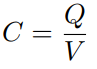 C = Q/V